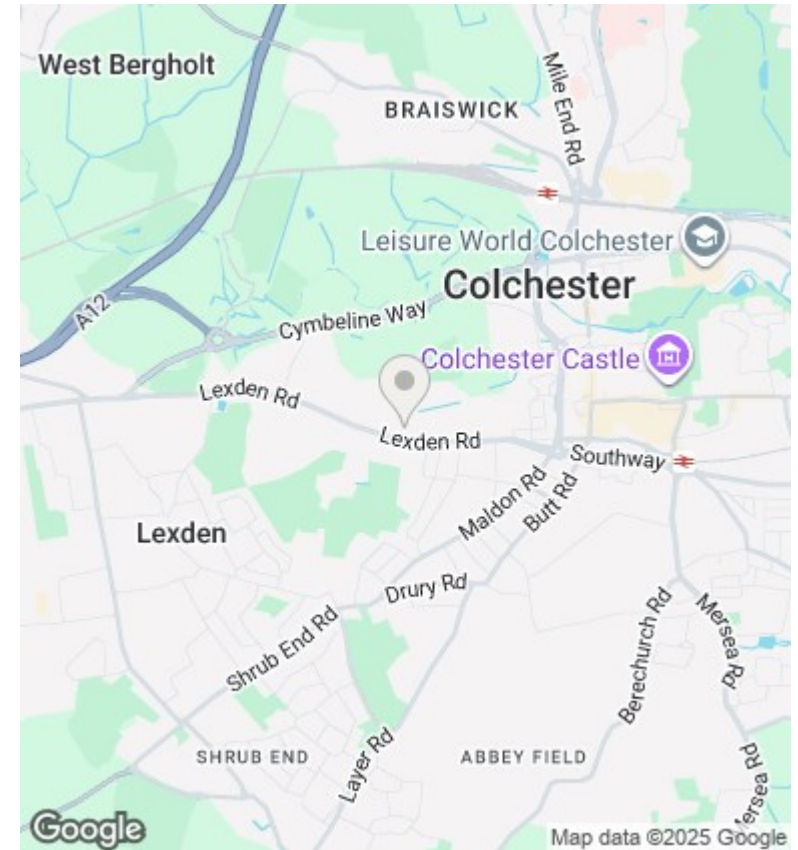 West Bergholt
BRAISWICK
Mile End Rd
Leisure World Colchester
Colchester
A12
Cymbeline Way
Colchester Castle
Lexden Rd
Lexden Rd
Southway
Maldon Rd
Butt Rd
Lexden
Drury Rd
Shrub End Rd
Berechurch Rd
Mersea Rd
SHRUB END
Layer Rd
ABBEY FIELD
Mersea Rd
Google
Map data ©2025 Google